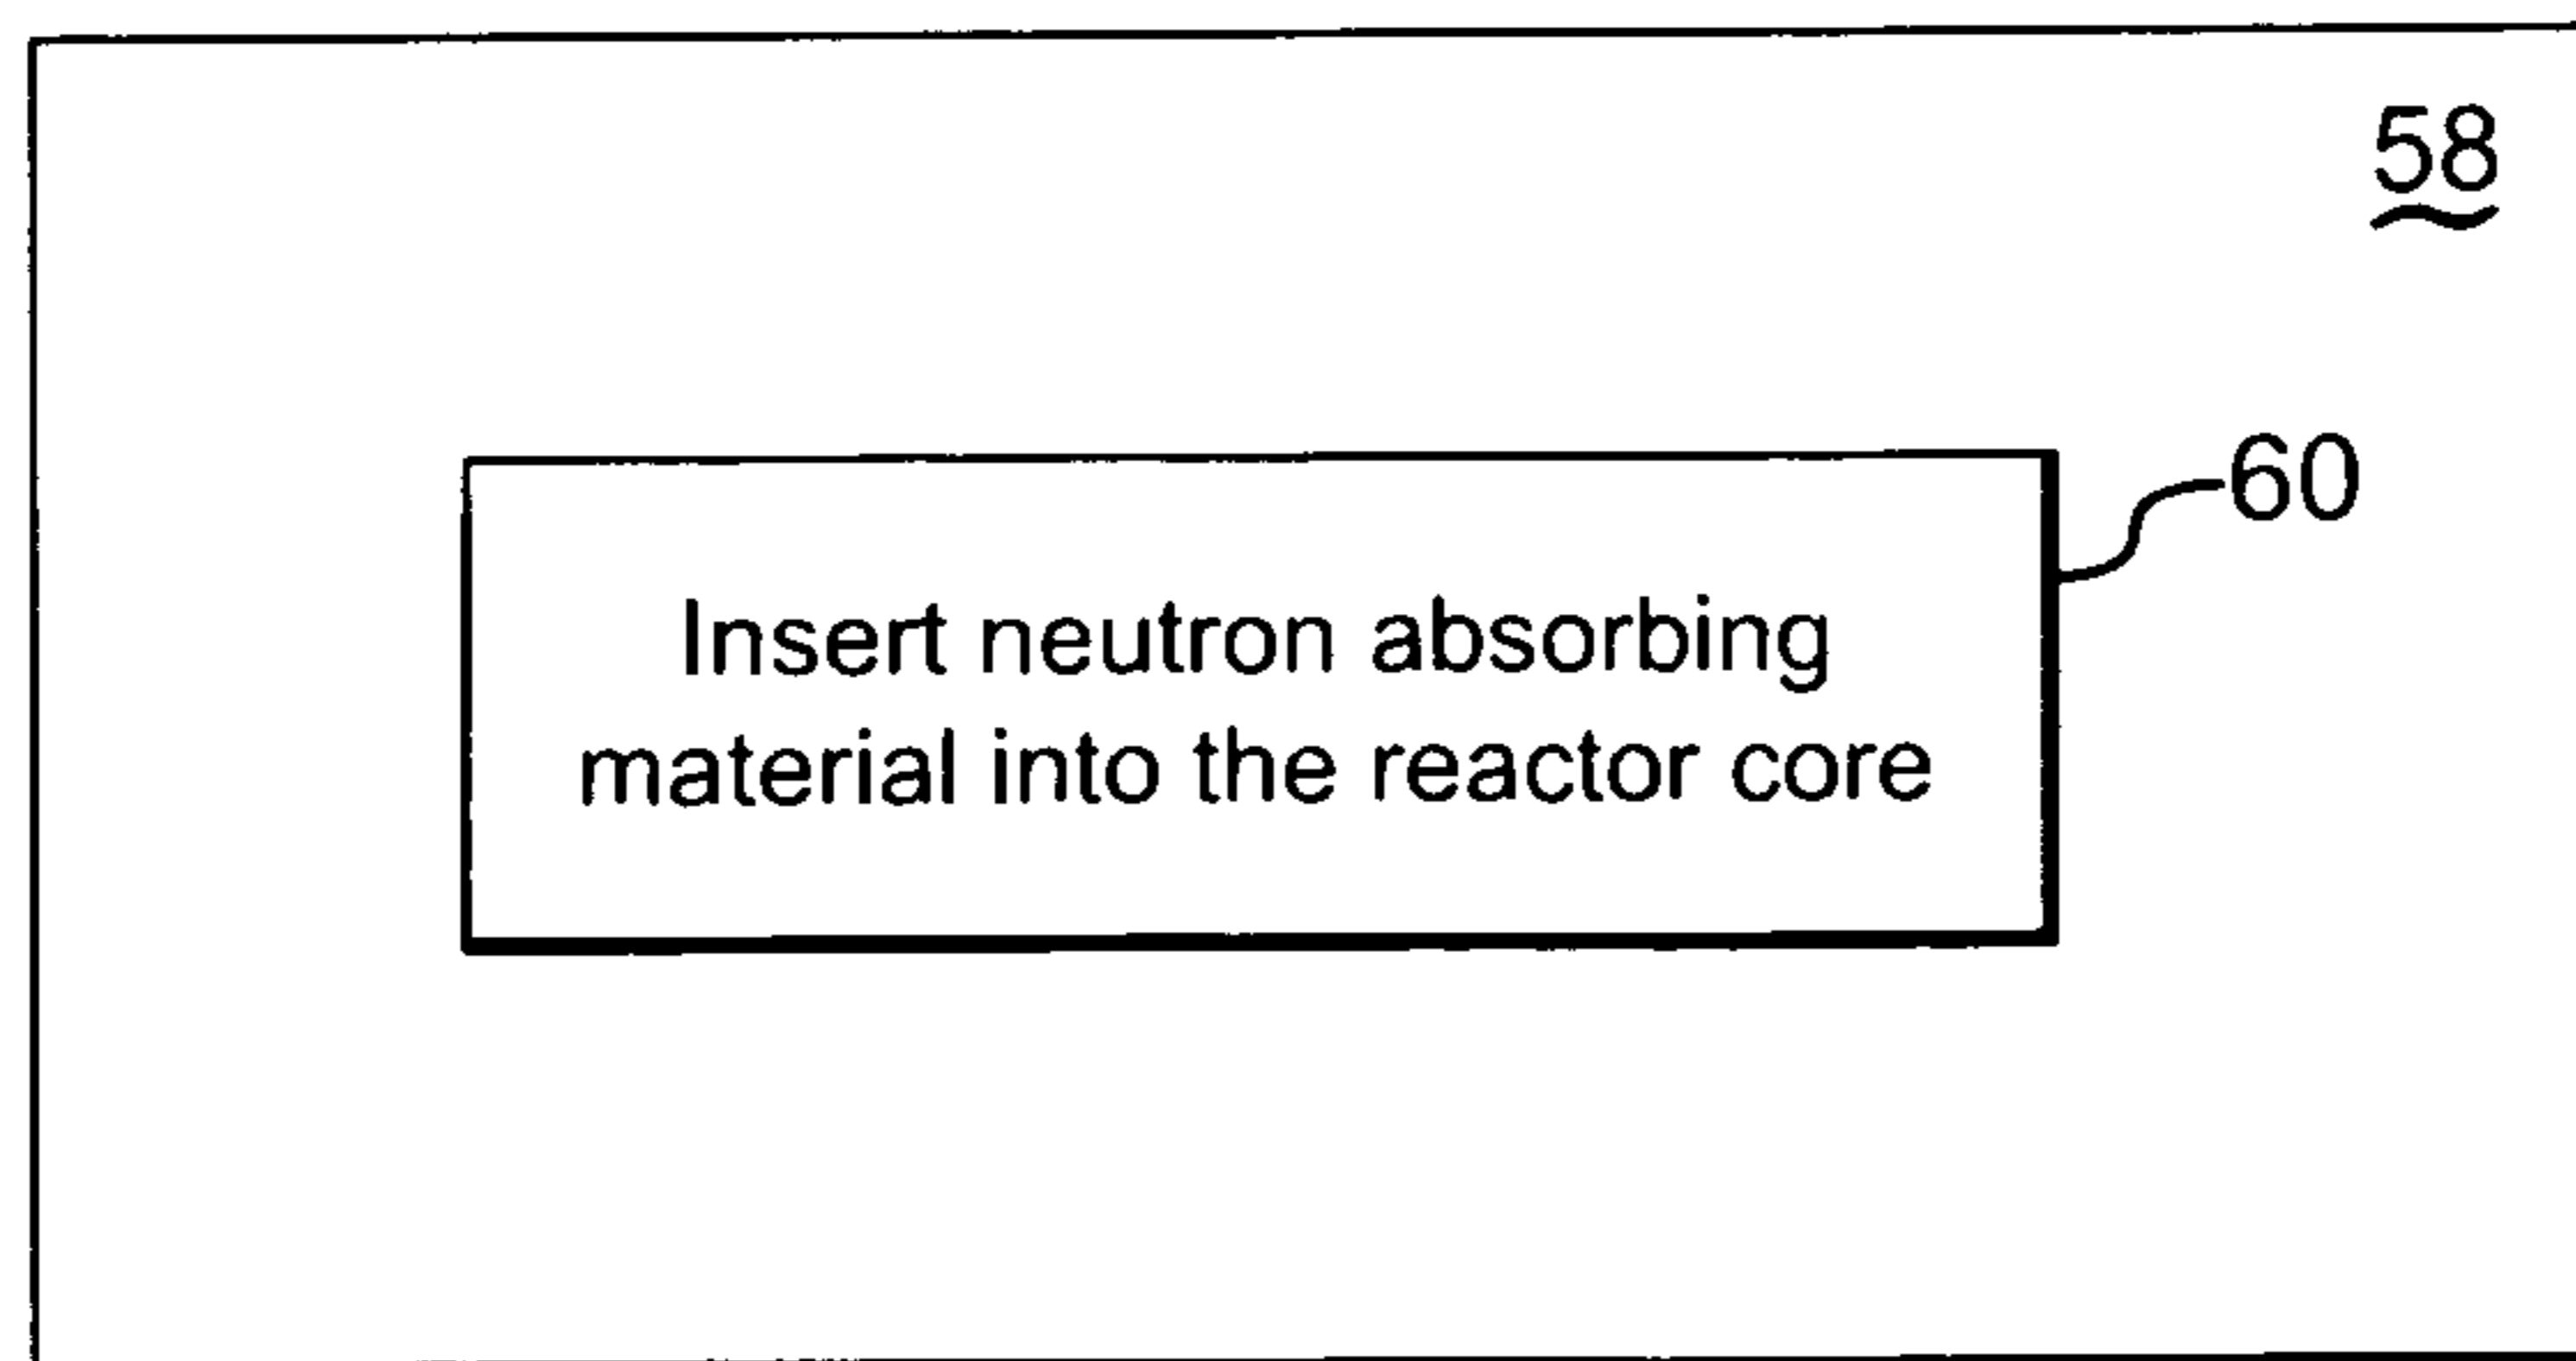 58
60
Insert neutron absorbing
material into the reactor core